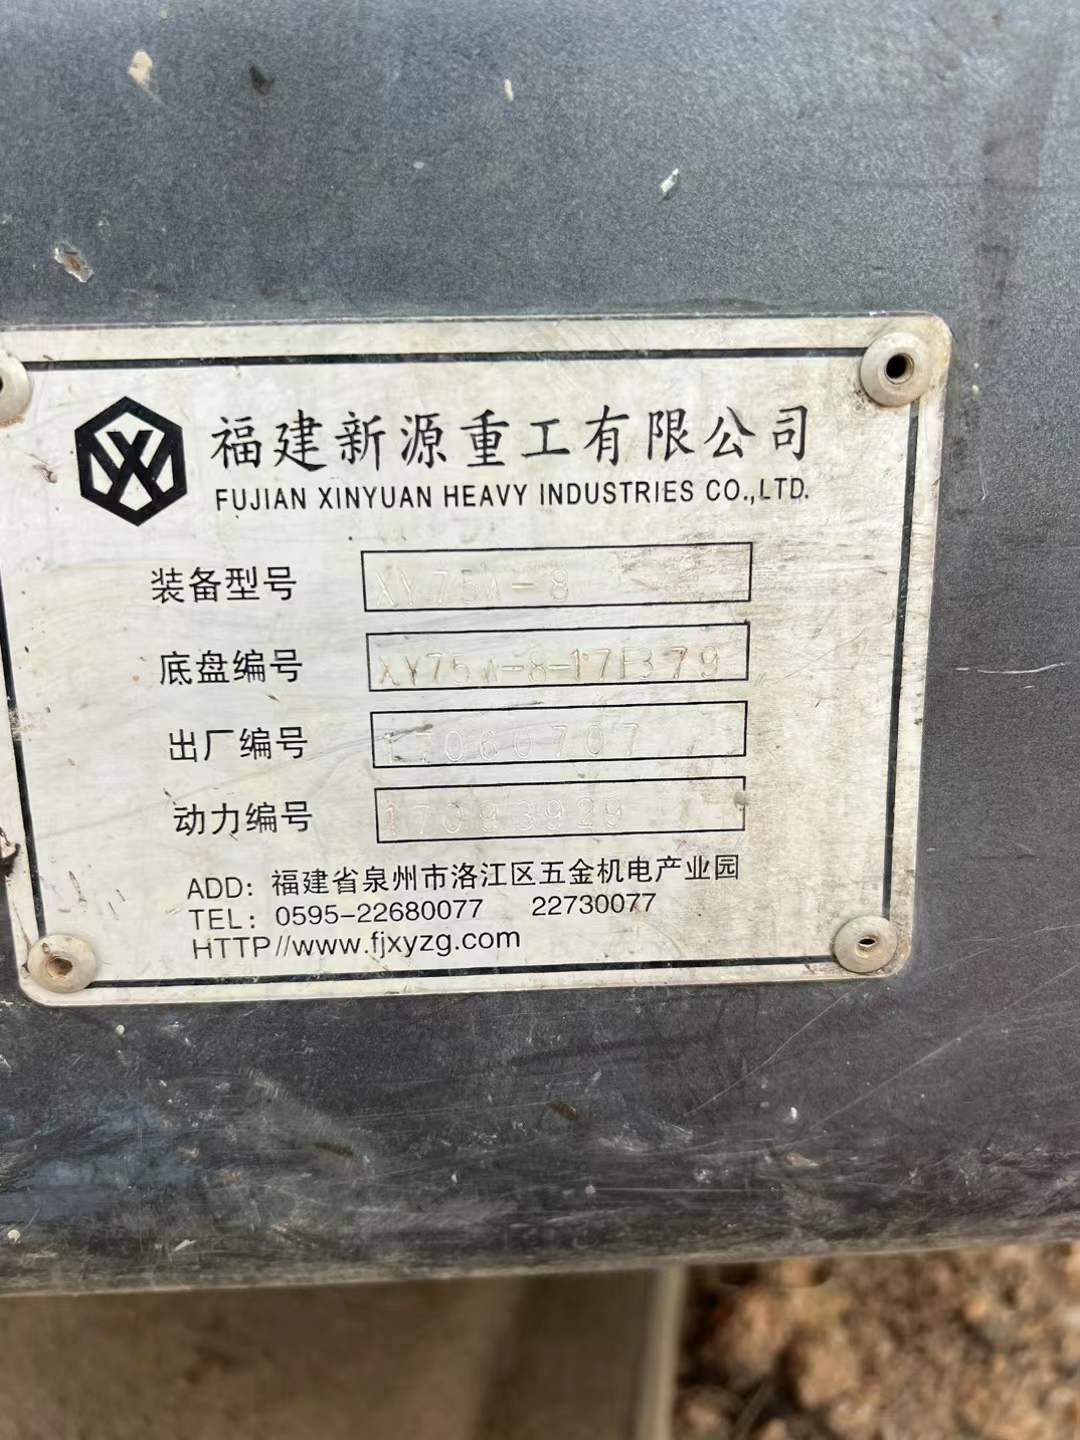 福建新源重工有限公司
FUJIAN XINYUAN HEAVY INDUSTRIES CO.,LTD.
装备型号 XY75A-8
底盘编号
出厂编号 17060707
动力编号
ADD: 福建省泉州市洛江区五金机电产业园
TEL: 0595-22680077 22730077
HTTP//www.fjxyzg.com